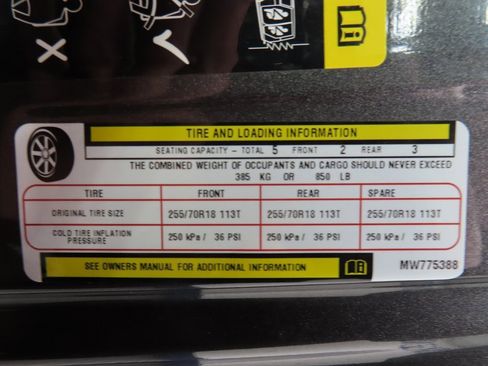 TIRE AND LOADING INFORMATION
SEATING CAPACITY - TOTAL 5 FRONT 2 REAR 3
THE COMBINED WEIGHT OF OCCUPANTS AND CARGO SHOULD NEVER EXCEED
385 KG OR 850 LB
TIRE FRONT REAR SPARE
ORIGINAL TIRE SIZE 255/70R18 113T 255/70R18 113T 255/70R18 113T
COLD TIRE INFLATION PRESSURE 250 kPa / 36 PSI 250 kPa / 36 PSI 250 kPa / 36 PSI
SEE OWNERS MANUAL FOR ADDITIONAL INFORMATION
MW775388